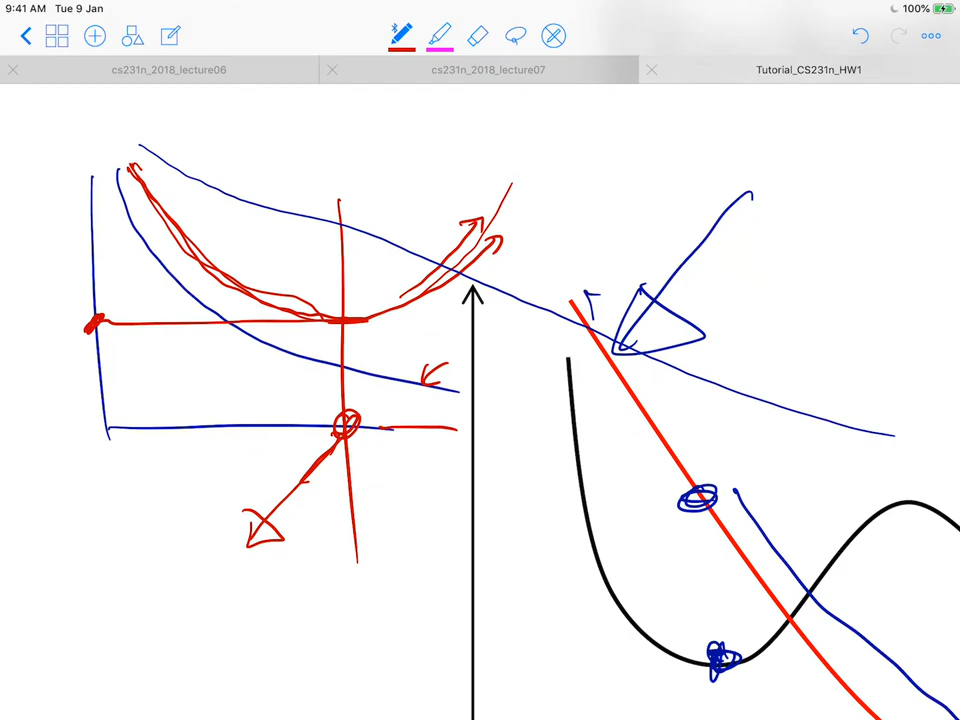 9:41 AM Tue 9 Jan
100%
cs231n_2018_lecture06
cs231n_2018_lecture07
Tutorial_CS231n_HW1